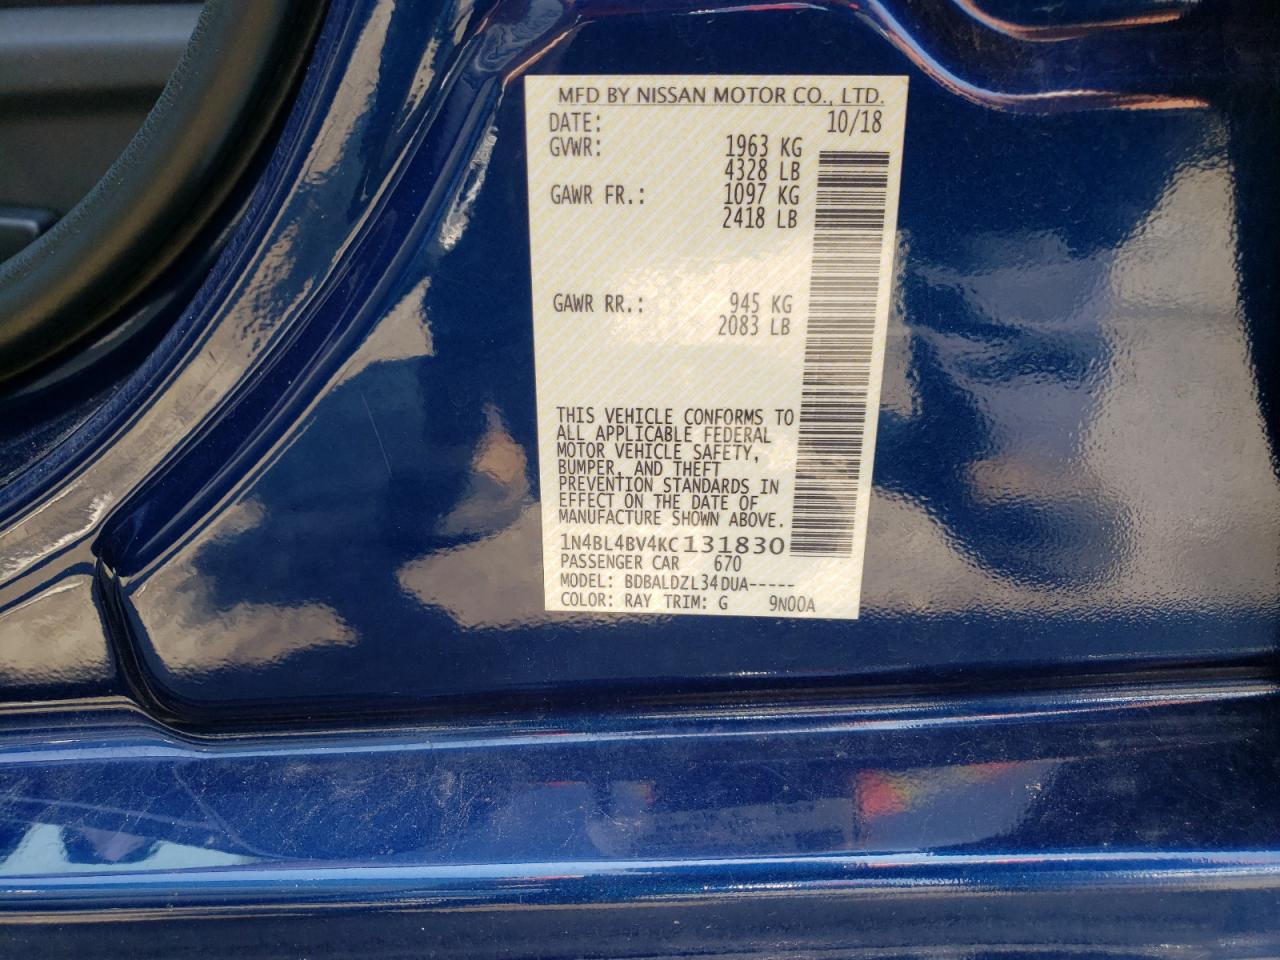 MFD BY NISSAN MOTOR CO., LTD.
DATE: 10/18
GVWR: 1963 KG
4328 LB
GAWR FR.: 1097 KG
2418 LB
GAWR RR.: 945 KG
2083 LB
THIS VEHICLE CONFORMS TO
ALL APPLICABLE FEDERAL
MOTOR VEHICLE SAFETY,
BUMPER, AND THEFT
PREVENTION STANDARDS IN
EFFECT ON THE DATE OF
MANUFACTURE SHOWN ABOVE.
1N4BL4BV4KC131830
PASSENGER CAR 670
MODEL: BDBALDZL34DUA-----
COLOR: RAY TRIM: G 9N00A